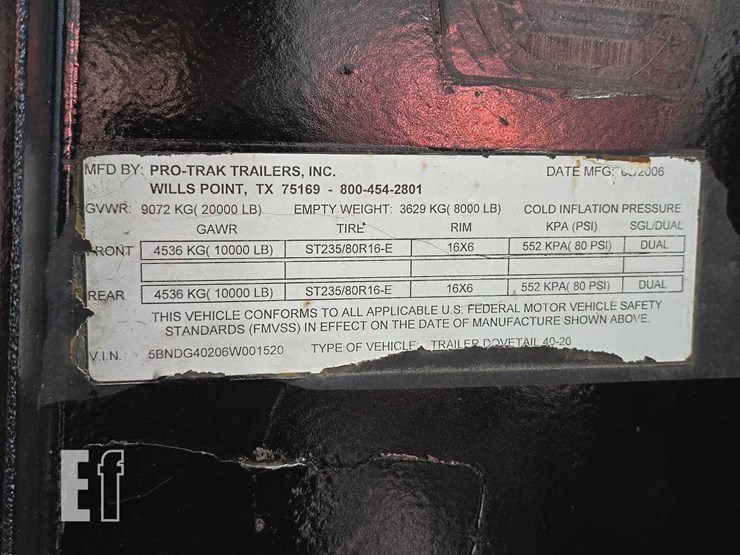 MFD BY: PRO-TRAK TRAILERS, INC. DATE MFG: 2006
WILLS POINT, TX 75169 - 800-454-2801
GVWR: 9072 KG( 20000 LB) EMPTY WEIGHT: 3629 KG( 8000 LB) COLD INFLATION PRESSURE
GAWR TIRE RIM KPA (PSI) SGL/DUAL
FRONT 4536 KG( 10000 LB) ST235/80R16-E 16X6 552 KPA( 80 PSI) DUAL
REAR 4536 KG( 10000 LB) ST235/80R16-E 16X6 552 KPA( 80 PSI) DUAL
THIS VEHICLE CONFORMS TO ALL APPLICABLE U.S. FEDERAL MOTOR VEHICLE SAFETY
STANDARDS (FMVSS) IN EFFECT ON THE DATE OF MANUFACTURE SHOWN ABOVE.
V.I.N. 5BNDG40206W001520 TYPE OF VEHICLE: TRAILER DOVETAIL 40-20
Ef